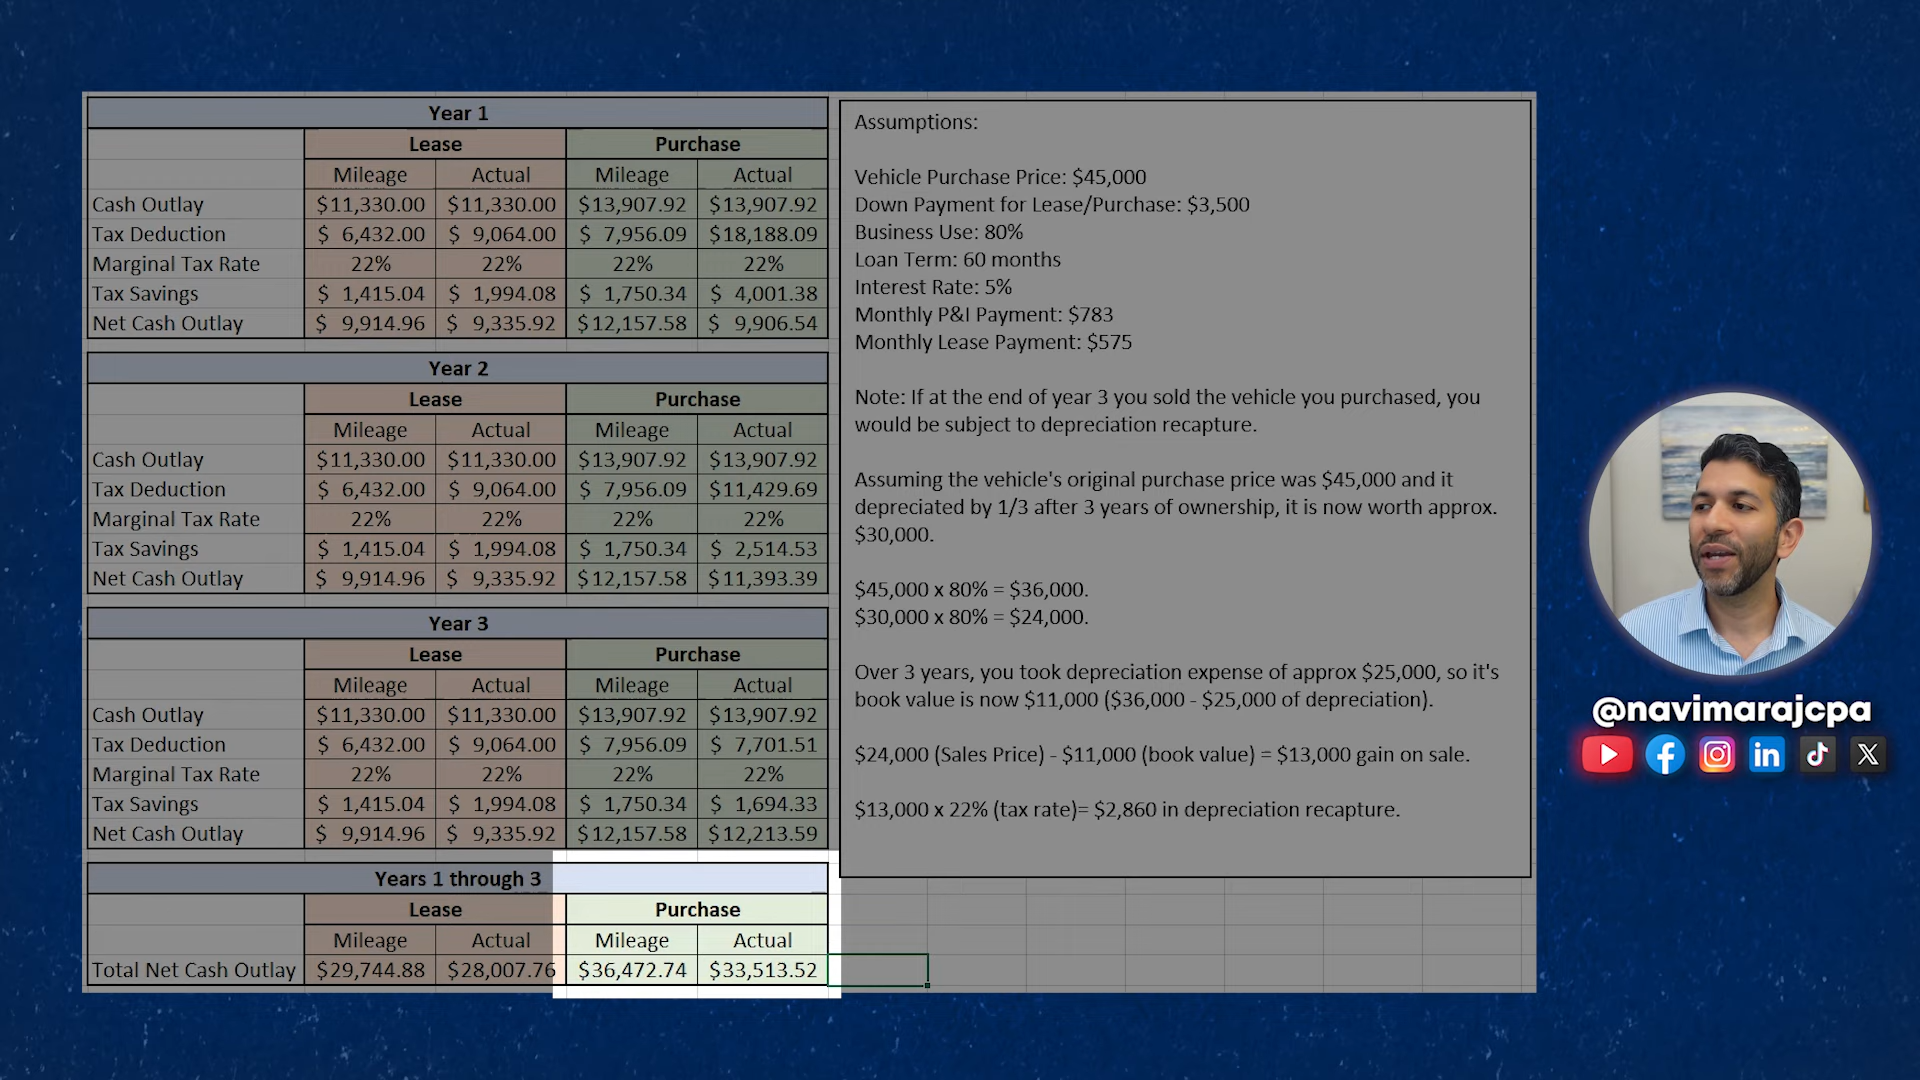 Year 1
Lease Purchase
Mileage Actual Mileage Actual
Cash Outlay $11,330.00 $11,330.00 $13,907.92 $13,907.92
Tax Deduction $ 6,432.00 $ 9,064.00 $ 7,956.09 $18,188.09
Marginal Tax Rate 22% 22% 22% 22%
Tax Savings $ 1,415.04 $ 1,994.08 $ 1,750.34 $ 4,001.38
Net Cash Outlay $ 9,914.96 $ 9,335.92 $12,157.58 $ 9,906.54
Year 2
Lease Purchase
Mileage Actual Mileage Actual
Cash Outlay $11,330.00 $11,330.00 $13,907.92 $13,907.92
Tax Deduction $ 6,432.00 $ 9,064.00 $ 7,956.09 $11,429.69
Marginal Tax Rate 22% 22% 22% 22%
Tax Savings $ 1,415.04 $ 1,994.08 $ 1,750.34 $ 2,514.53
Net Cash Outlay $ 9,914.96 $ 9,335.92 $12,157.58 $11,393.39
Year 3
Lease Purchase
Mileage Actual Mileage Actual
Cash Outlay $11,330.00 $11,330.00 $13,907.92 $13,907.92
Tax Deduction $ 6,432.00 $ 9,064.00 $ 7,956.09 $ 7,701.51
Marginal Tax Rate 22% 22% 22% 22%
Tax Savings $ 1,415.04 $ 1,994.08 $ 1,750.34 $ 1,694.33
Net Cash Outlay $ 9,914.96 $ 9,335.92 $12,157.58 $12,213.59
Years 1 through 3
Lease Purchase
Mileage Actual Mileage Actual
Total Net Cash Outlay $29,744.88 $28,007.76 $36,472.74 $33,513.52
Assumptions:
Vehicle Purchase Price: $45,000
Down Payment for Lease/Purchase: $3,500
Business Use: 80%
Loan Term: 60 months
Interest Rate: 5%
Monthly P&I Payment: $783
Monthly Lease Payment: $575
Note: If at the end of year 3 you sold the vehicle you purchased, you
would be subject to depreciation recapture.
Assuming the vehicle's original purchase price was $45,000 and it
depreciated by 1/3 after 3 years of ownership, it is now worth approx.
$30,000.
$45,000 x 80% = $36,000.
$30,000 x 80% = $24,000.
Over 3 years, you took depreciation expense of approx $25,000, so it's
book value is now $11,000 ($36,000 - $25,000 of depreciation).
$24,000 (Sales Price) - $11,000 (book value) = $13,000 gain on sale.
$13,000 x 22% (tax rate)= $2,860 in depreciation recapture.
@navimarajcpa